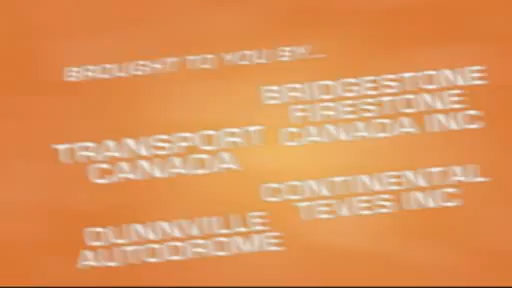 BROUGHT TO YOU BY...
BRIDGESTONE
FIRESTONE
CANADA INC
TRANSPORT
CANADA
CONTINENTAL
TEVES INC
DUNNVILLE
AUTODROME